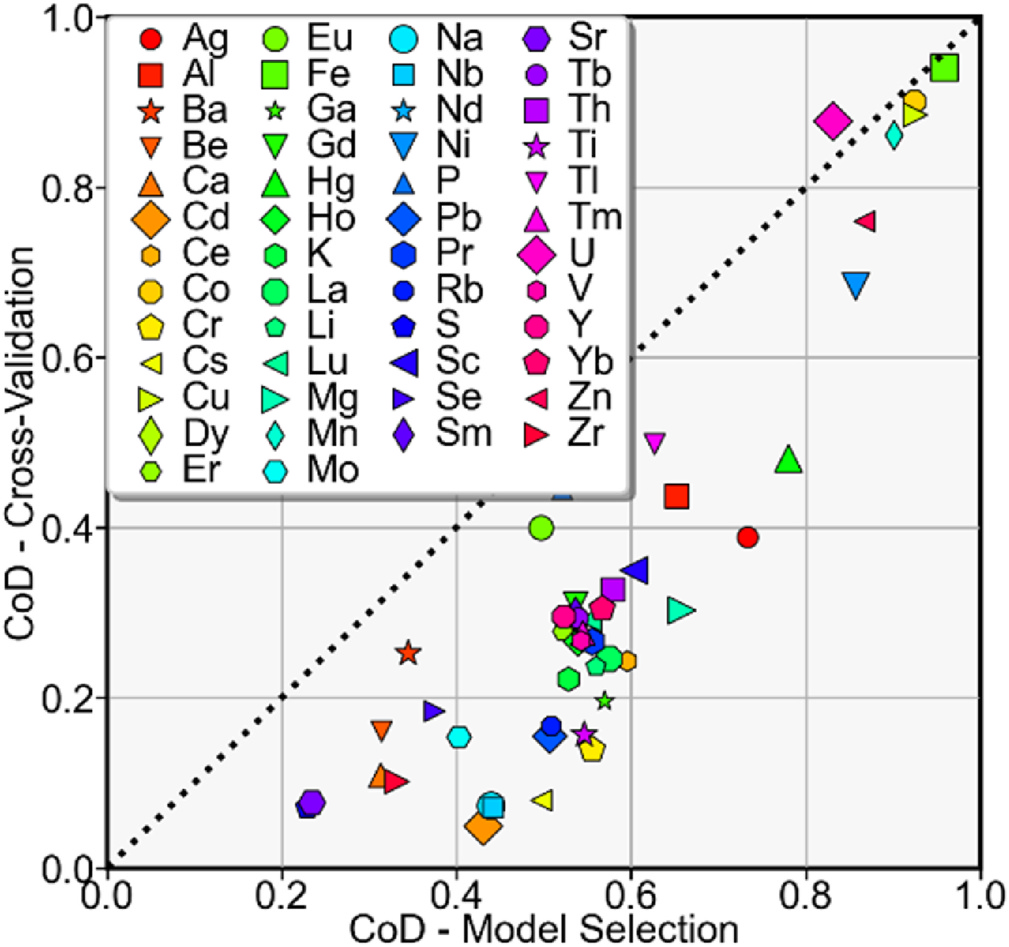 1.0
0.8
0.6
0.4
0.2
0.0
CoD - Cross-Validation
Ag Eu Na Sr
Al Fe Nb Tb
Ba Ga Nd Th
Be Gd Ni Ti
Ca Hg P Tl
Cd Ho Pb Tm
Ce K Pr U
Co La Rb V
Cr Li S Y
Cs Lu Sc Yb
Cu Mg Se Zn
Dy Mn Sm Zr
Er Mo
0.0 0.2 0.4 0.6 0.8 1.0
CoD - Model Selection